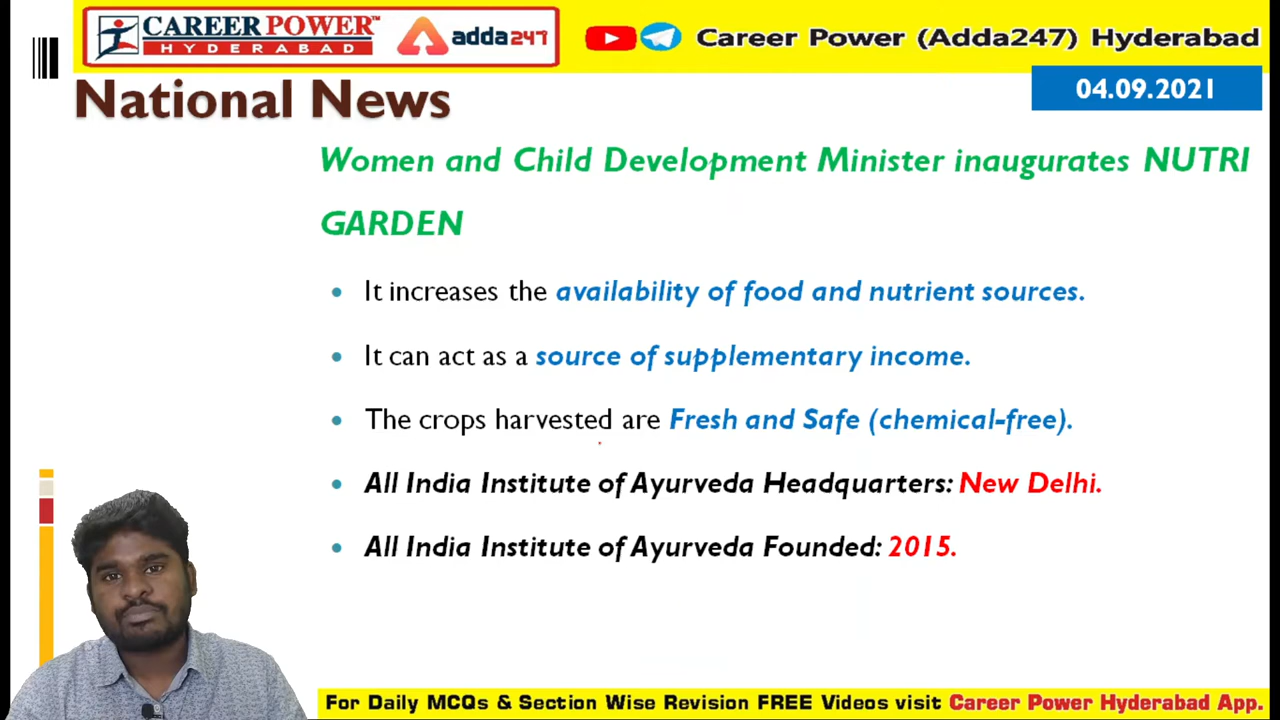 CAREER POWER™
HYDERABAD
adda247
Career Power (Adda247) Hyderabad
National News
04.09.2021
Women and Child Development Minister inaugurates NUTRI
GARDEN
• It increases the availability of food and nutrient sources.
• It can act as a source of supplementary income.
• The crops harvested are Fresh and Safe (chemical-free).
• All India Institute of Ayurveda Headquarters: New Delhi.
• All India Institute of Ayurveda Founded: 2015.
For Daily MCQs & Section Wise Revision FREE Videos visit Career Power Hyderabad App.